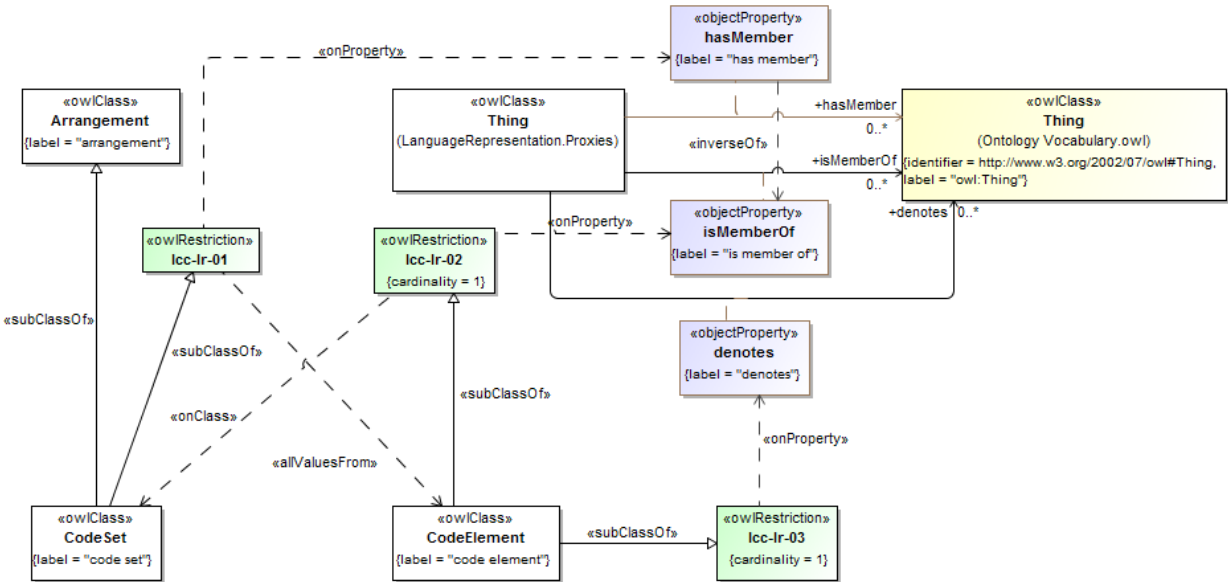 «objectProperty»
hasMember
{label = "has member"}
«onProperty»
«owlClass»
Arrangement
{label = "arrangement"}
«owlClass»
Thing
(LanguageRepresentation.Proxies)
+hasMember
0..*
«owlClass»
Thing
(Ontology Vocabulary.owl)
{identifier = http://www.w3.org/2002/07/owl#Thing,
label = "owl:Thing"}
«inverseOf»
+isMemberOf
0..*
+denotes
0..*
«onProperty»
«objectProperty»
isMemberOf
{label = "is member of"}
«owlRestriction»
lcc-lr-01
«owlRestriction»
lcc-lr-02
{cardinality = 1}
«subClassOf»
«subClassOf»
«objectProperty»
denotes
{label = "denotes"}
«subClassOf»
«onClass»
«onProperty»
«allValuesFrom»
«owlClass»
CodeSet
{label = "code set"}
«owlClass»
CodeElement
{label = "code element"}
«subClassOf»
«owlRestriction»
lcc-lr-03
{cardinality = 1}